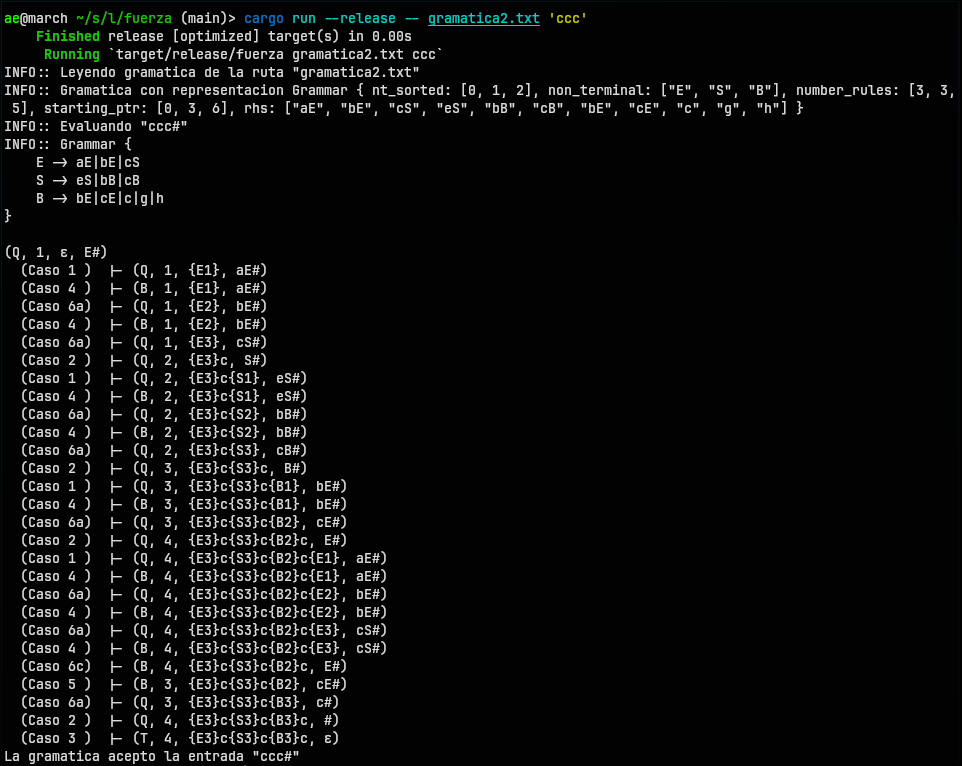 ae@march ~/s/l/fuerza (main)> cargo run --release -- gramatica2.txt 'ccc'
    Finished release [optimized] target(s) in 0.00s
     Running `target/release/fuerza gramatica2.txt ccc`
INFO:: Leyendo gramatica de la ruta "gramatica2.txt"
INFO:: Gramatica con representacion Grammar { nt_sorted: [0, 1, 2], non_terminal: ["E", "S", "B"], number_rules: [3, 3,
 5], starting_ptr: [0, 3, 6], rhs: ["aE", "bE", "cS", "eS", "bB", "cB", "bE", "cE", "c", "g", "h"] }
INFO:: Evaluando "ccc#"
INFO:: Grammar {
    E -> aE|bE|cS
    S -> eS|bB|cB
    B -> bE|cE|c|g|h
}

(Q, 1, ε, E#)
  (Caso 1 )  |- (Q, 1, {E1}, aE#)
  (Caso 4 )  |- (B, 1, {E1}, aE#)
  (Caso 6a)  |- (Q, 1, {E2}, bE#)
  (Caso 4 )  |- (B, 1, {E2}, bE#)
  (Caso 6a)  |- (Q, 1, {E3}, cS#)
  (Caso 2 )  |- (Q, 2, {E3}c, S#)
  (Caso 1 )  |- (Q, 2, {E3}c{S1}, eS#)
  (Caso 4 )  |- (B, 2, {E3}c{S1}, eS#)
  (Caso 6a)  |- (Q, 2, {E3}c{S2}, bB#)
  (Caso 4 )  |- (B, 2, {E3}c{S2}, bB#)
  (Caso 6a)  |- (Q, 2, {E3}c{S3}, cB#)
  (Caso 2 )  |- (Q, 3, {E3}c{S3}c, B#)
  (Caso 1 )  |- (Q, 3, {E3}c{S3}c{B1}, bE#)
  (Caso 4 )  |- (B, 3, {E3}c{S3}c{B1}, bE#)
  (Caso 6a)  |- (Q, 3, {E3}c{S3}c{B2}, cE#)
  (Caso 2 )  |- (Q, 4, {E3}c{S3}c{B2}c, E#)
  (Caso 1 )  |- (Q, 4, {E3}c{S3}c{B2}c{E1}, aE#)
  (Caso 4 )  |- (B, 4, {E3}c{S3}c{B2}c{E1}, aE#)
  (Caso 6a)  |- (Q, 4, {E3}c{S3}c{B2}c{E2}, bE#)
  (Caso 4 )  |- (B, 4, {E3}c{S3}c{B2}c{E2}, bE#)
  (Caso 6a)  |- (Q, 4, {E3}c{S3}c{B2}c{E3}, cS#)
  (Caso 4 )  |- (B, 4, {E3}c{S3}c{B2}c{E3}, cS#)
  (Caso 6c)  |- (B, 4, {E3}c{S3}c{B2}c, E#)
  (Caso 5 )  |- (B, 3, {E3}c{S3}c{B2}, cE#)
  (Caso 6a)  |- (Q, 3, {E3}c{S3}c{B3}, c#)
  (Caso 2 )  |- (Q, 4, {E3}c{S3}c{B3}c, #)
  (Caso 3 )  |- (T, 4, {E3}c{S3}c{B3}c, ε)
La gramatica acepto la entrada "ccc#"